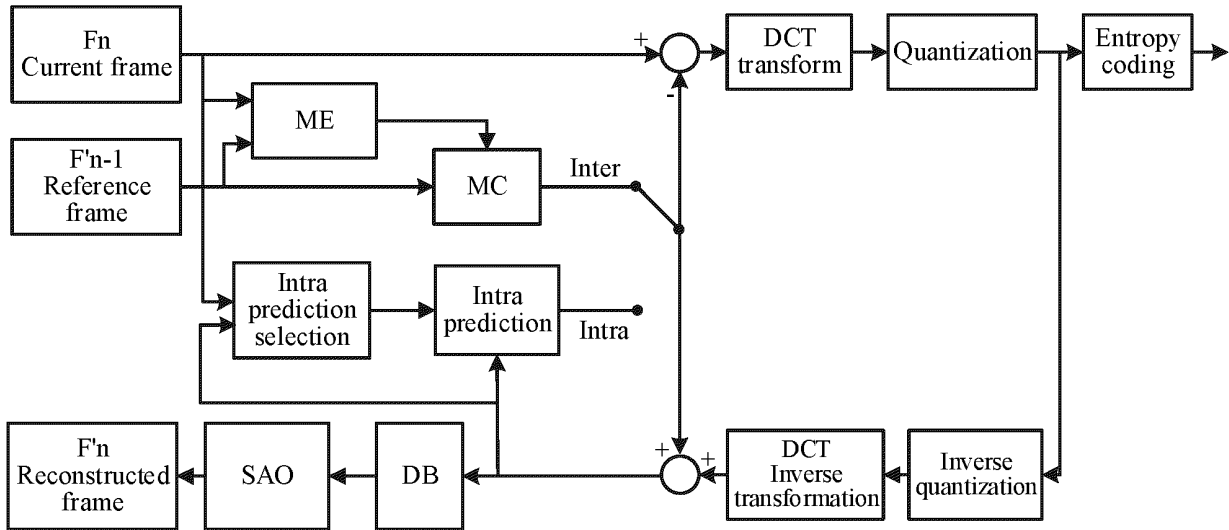 Fn
Current frame
+
-
DCT
transform
Quantization
Entropy
coding
ME
F'n-1
Reference
frame
MC
Inter
Intra
prediction
selection
Intra
prediction
Intra
F'n
Reconstructed
frame
SAO
DB
+
+
DCT
Inverse
transformation
Inverse
quantization